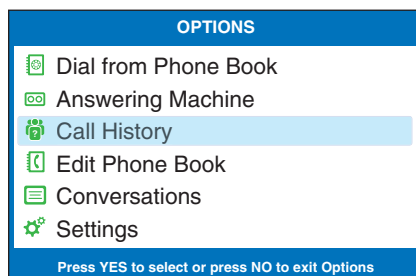 OPTIONS
Dial from Phone Book
Answering Machine
Call History
Edit Phone Book
Conversations
Settings
Press YES to select or press NO to exit Options